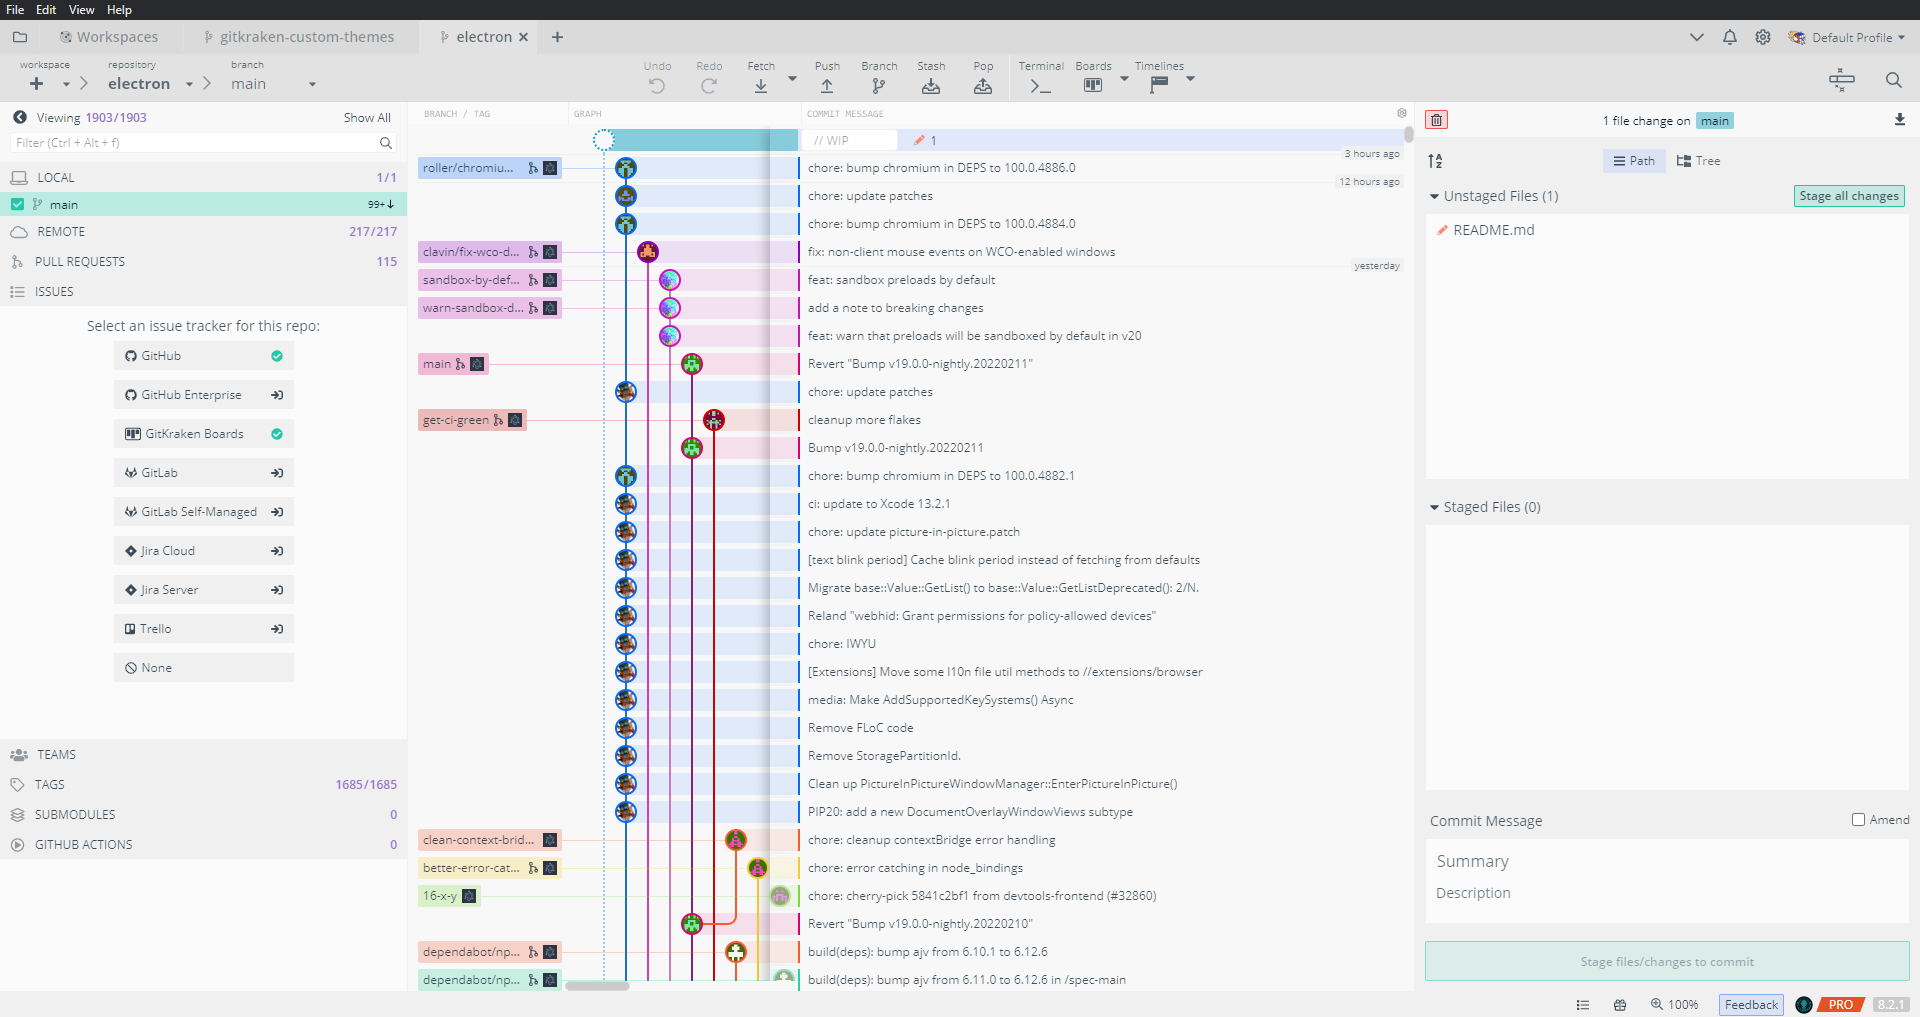 File Edit View Help
Workspaces gitkraken-custom-themes electron Default Profile
workspace repository branch
electron main
Undo Redo Fetch Push Branch Stash Pop Terminal Boards Timelines
Viewing 1903/1903 Show All
Filter (Ctrl + Alt + f)
LOCAL 1/1
main 99+
REMOTE 217/217
PULL REQUESTS 115
ISSUES
Select an issue tracker for this repo:
GitHub
GitHub Enterprise
GitKraken Boards
GitLab
GitLab Self-Managed
Jira Cloud
Jira Server
Trello
None
TEAMS
TAGS 1685/1685
SUBMODULES 0
GITHUB ACTIONS 0
BRANCH / TAG GRAPH COMMIT MESSAGE
// WIP 1
3 hours ago
roller/chromiu... chore: bump chromium in DEPS to 100.0.4886.0
12 hours ago
chore: update patches
chore: bump chromium in DEPS to 100.0.4884.0
clavin/fix-wco-d... fix: non-client mouse events on WCO-enabled windows
yesterday
sandbox-by-def... feat: sandbox preloads by default
warn-sandbox-d... add a note to breaking changes
feat: warn that preloads will be sandboxed by default in v20
main Revert "Bump v19.0.0-nightly.20220211"
chore: update patches
get-ci-green cleanup more flakes
Bump v19.0.0-nightly.20220211
chore: bump chromium in DEPS to 100.0.4882.1
ci: update to Xcode 13.2.1
chore: update picture-in-picture.patch
[text blink period] Cache blink period instead of fetching from defaults
Migrate base::Value::GetList() to base::Value::GetListDeprecated(): 2/N.
Reland "webhid: Grant permissions for policy-allowed devices"
chore: IWYU
[Extensions] Move some l10n file util methods to //extensions/browser
media: Make AddSupportedKeySystems() Async
Remove FLoC code
Remove StoragePartitionId.
Clean up PictureInPictureWindowManager::EnterPictureInPicture()
PIP20: add a new DocumentOverlayWindowViews subtype
clean-context-brid... chore: cleanup contextBridge error handling
better-error-cat... chore: error catching in node_bindings
16-x-y chore: cherry-pick 5841c2bf1 from devtools-frontend (#32860)
Revert "Bump v19.0.0-nightly.20220210"
dependabot/np... build(deps): bump ajv from 6.10.1 to 6.12.6
dependabot/np... build(deps): bump ajv from 6.11.0 to 6.12.6 in /spec-main
1 file change on main
Path Tree
Unstaged Files (1) Stage all changes
README.md
Staged Files (0)
Commit Message Amend
Summary
Description
Stage files/changes to commit
100% Feedback PRO 8.2.1